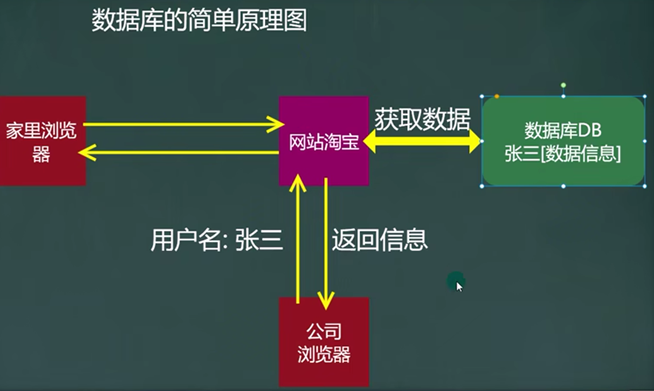 数据库的简单原理图
家里浏览
器
网站淘宝
获取数据
数据库DB
张三[数据信息]
用户名: 张三
返回信息
公司
浏览器